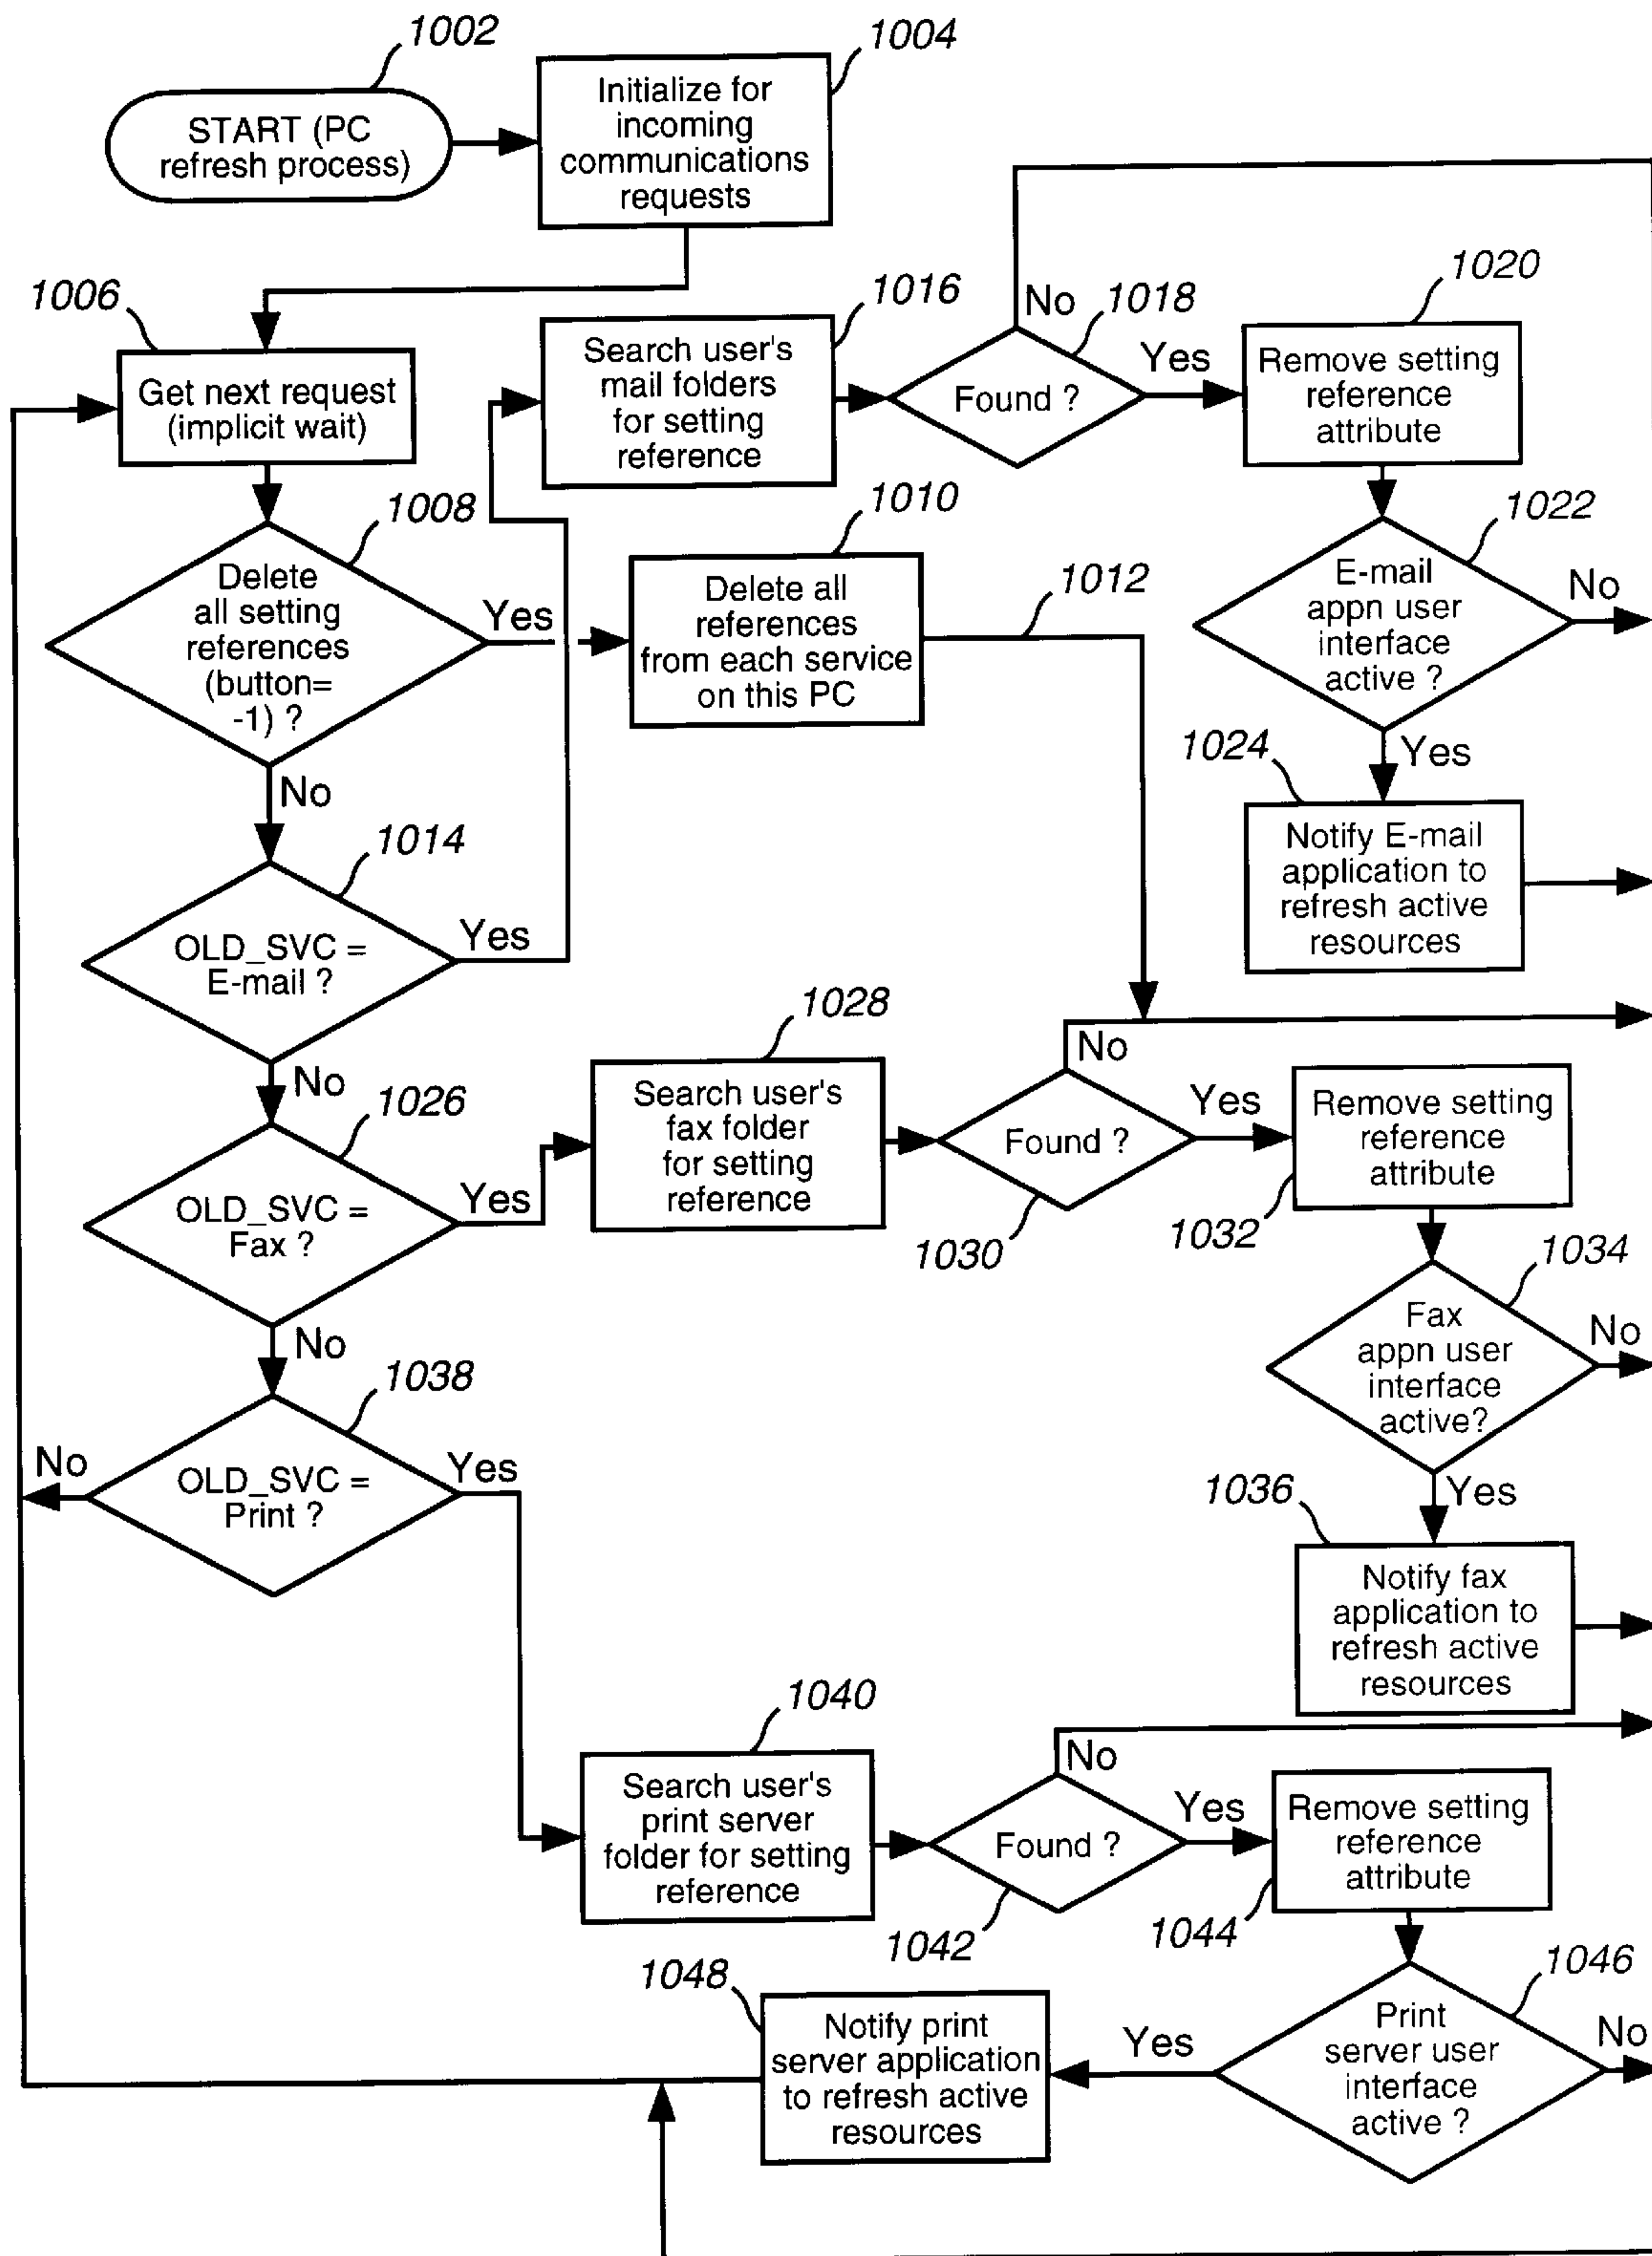 1002
START (PC
refresh process)
1004
Initialize for
incoming
communications
requests
1006
Get next request
(implicit wait)
1016
Search user's
mail folders
for setting
reference
No
1018
Found ?
Yes
1020
Remove setting
reference
attribute
1008
Delete
all setting
references
(button=
-1) ?
Yes
No
1010
Delete all
references
from each service
on this PC
1012
1022
E-mail
appn user
interface
active ?
No
Yes
1024
Notify E-mail
application to
refresh active
resources
1014
OLD_SVC =
E-mail ?
Yes
No
1026
OLD_SVC =
Fax ?
Yes
No
1028
Search user's
fax folder
for setting
reference
No
Found ?
1030
Yes
Remove setting
reference
attribute
1032
1034
Fax
appn user
interface
active?
No
Yes
1036
Notify fax
application to
refresh active
resources
1038
No
OLD_SVC =
Print ?
Yes
1040
Search user's
print server
folder for setting
reference
No
Found ?
1042
Yes
Remove setting
reference
attribute
1044
1046
Print
server user
interface
active ?
No
Yes
1048
Notify print
server application
to refresh active
resources